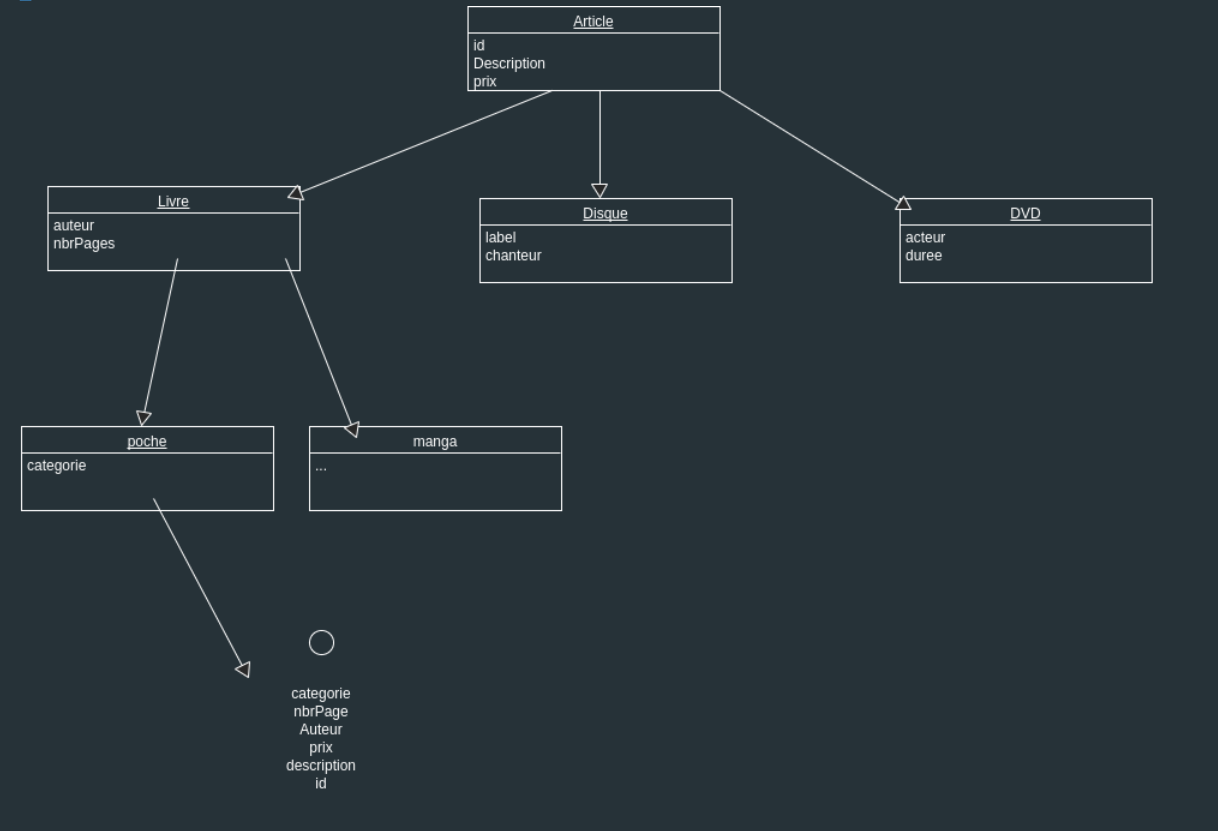 Article
id
Description
prix
Livre
auteur
nbrPages
Disque
label
chanteur
DVD
acteur
duree
poche
categorie
manga
...
categorie
nbrPage
Auteur
prix
description
id